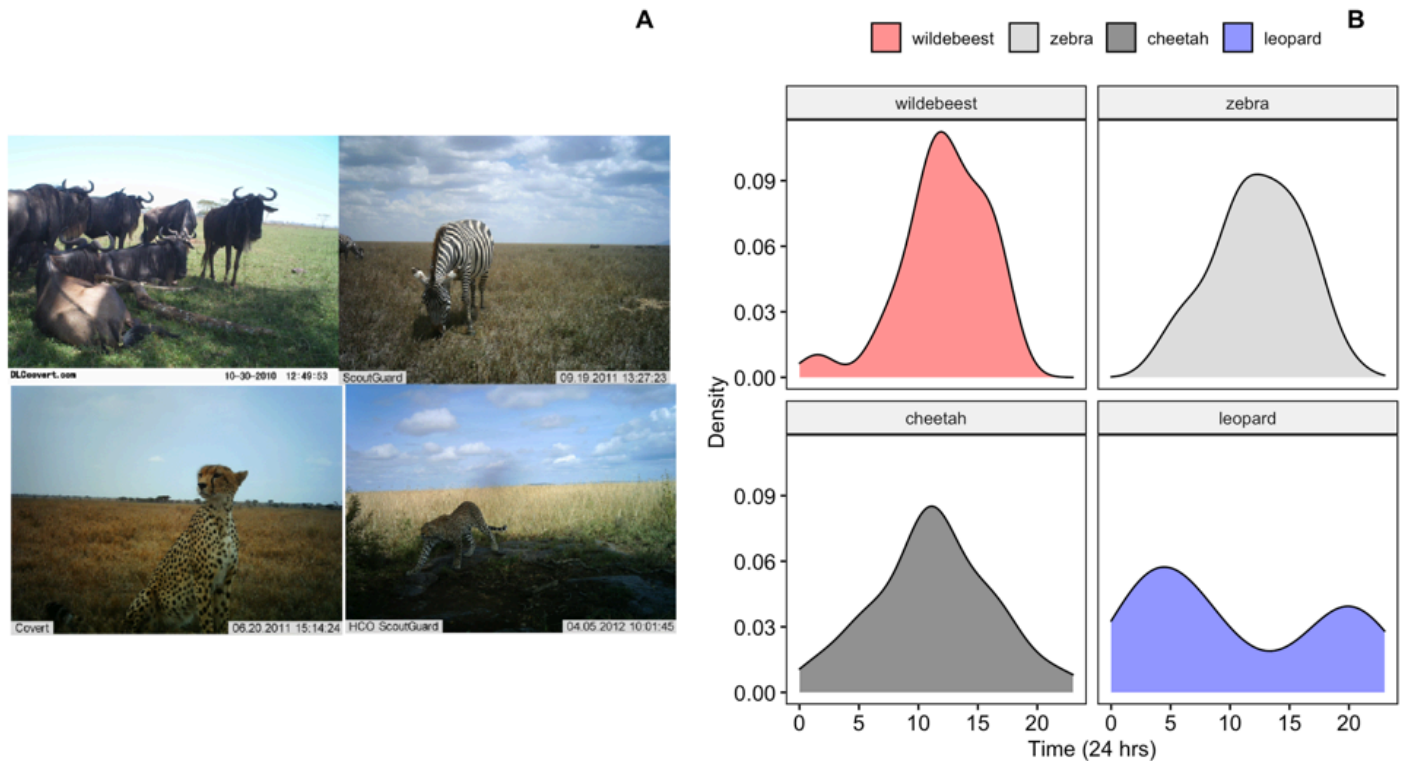 A
B
wildebeest zebra cheetah leopard
DLCcovert.com 10-30-2010 12:49:53
ScoutGuard 09.19.2011 13:27:23
Covert 06.20.2011 15:14:24
HCO ScoutGuard 04.05.2012 10:01:45
wildebeest zebra
0.09
0.06
0.03
0.00
Density
cheetah leopard
0.09
0.06
0.03
0.00
0 5 10 15 20 0 5 10 15 20
Time (24 hrs)